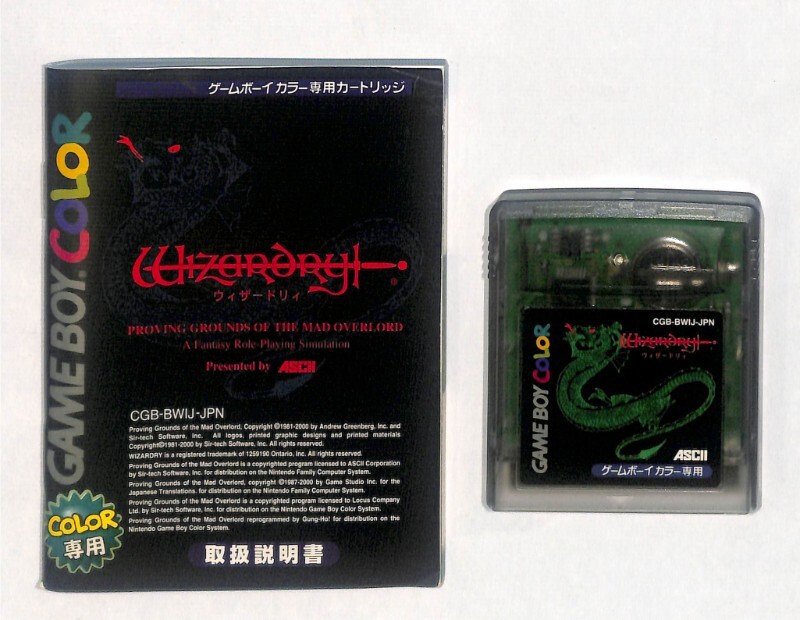 ゲームボーイ カラー専用カートリッジ
GAME BOY COLOR
Wizardry
ウィザードリィ
PROVING GROUNDS OF THE MAD OVERLORD
A Fantasy Role-Playing Simulation
Presented by ASCII
CGB-BWIJ-JPN
Proving Grounds of the Mad Overlord, Copyright ©1981-2000 by Andrew Greenberg, Inc. and
Sir-tech Software, Inc. All logos, printed graphic designs and printed materials
Copyright©1981-2000 by Sir-tech Software, Inc. All rights reserved.
WIZARDRY is a registered trademark of 1259190 Ontario, Inc. All rights reserved.
Proving Grounds of the Mad Overlord is a copyrighted program licensed to ASCII Corporation
by Sir-tech Software, Inc. for distribution on the Nintendo Family Computer System.
Proving Grounds of the Mad Overlord, copyright ©1987-2000 by Game Studio Inc. for the
Japanese Translations. for distribution on the Nintendo Family Computer System.
Proving Grounds of the Mad Overlord is a copyrighted program licensed to Locus Company
Ltd. by Sir-tech Software, Inc. for distribution on the Nintendo Game Boy Color System.
Proving Grounds of the Mad Overlord reprogrammed by Gung-Ho! for distribution on the
Nintendo Game Boy Color System.
COLOR
専用
取扱説明書
CGB-BWIJ-JPN
GAME BOY COLOR
Wizardry
ウィザードリィ
ASCII
ゲームボーイ カラー専用